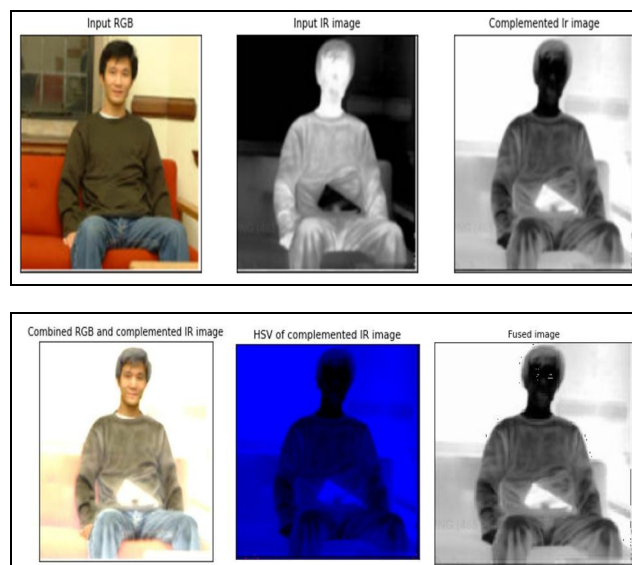 Input RGB
Input IR image
Complemented Ir image
Combined RGB and complemented IR image
HSV of complemented IR image
Fused image